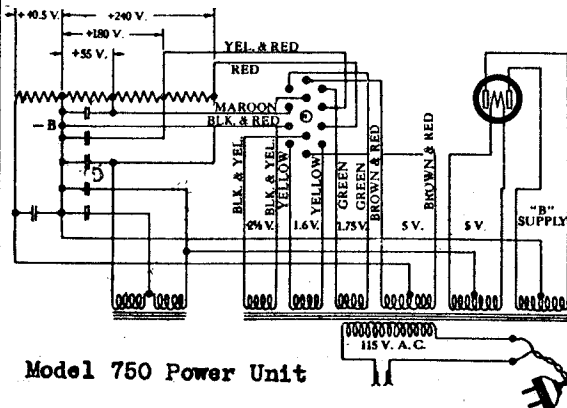 +40.5 V.
+240 V.
+180 V.
+55 V.
YEL. & RED
RED
MAROON
BLK. & RED
-B
BLK. & YEL.
BLK. & YEL.
YELLOW
YELLOW
GREEN
GREEN
BROWN & RED
BROWN & RED
2½ V.
1.6 V.
1.75 V.
5 V.
5 V.
"B"
SUPPLY
115 V. A. C.
Model 750 Power Unit